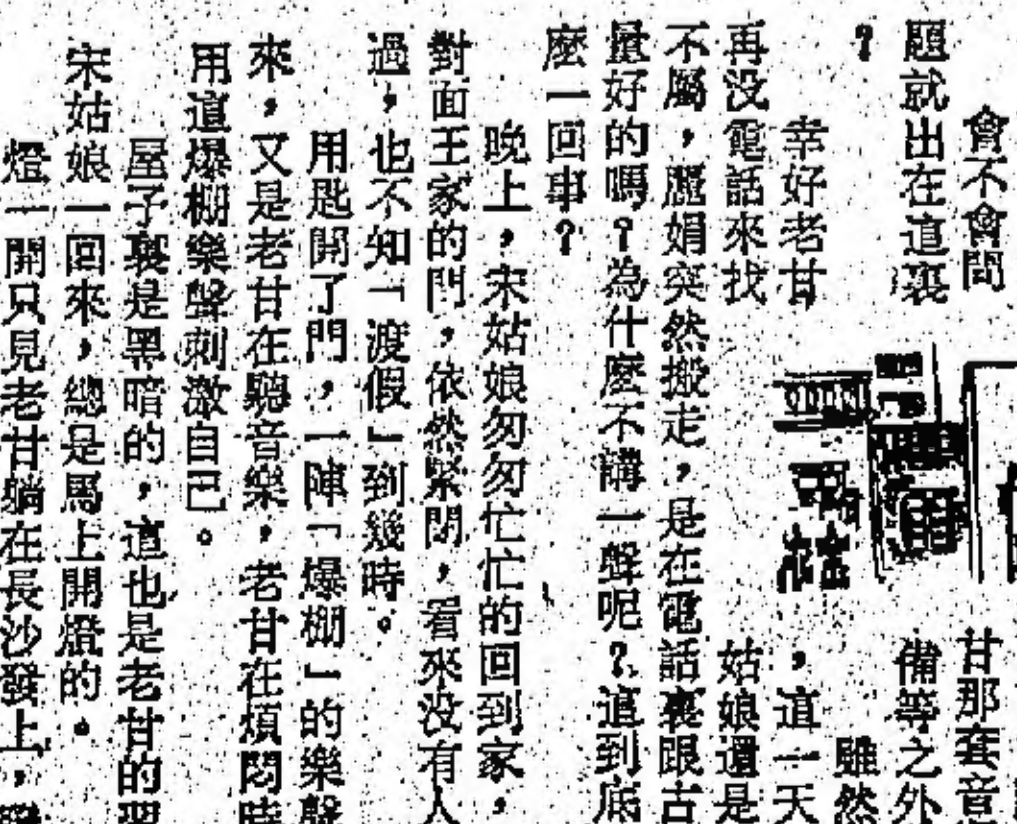 會不會問
題就出在這裏
？
幸好老甘
再没電話來找
甘那套音
備等之外
雖然
，這一天
姑娘還是
不屬，麗娟突然搬走，是在電話裏跟古
量好的嗎？為什麼不講一聲呢？這到底
麼一回事？
晚上，宋姑娘匆匆忙忙的回到家，
對面王家的門，依然緊閉，看來没有人
過，也不知「渡假」到幾時。
用匙開了門，一陣「爆棚」的樂聲
來，又是老甘在聽音樂，老甘在煩悶時
用這爆棚樂聲刺激自己。
屋子裏是黑暗的，這也是老甘的習
宋姑娘一回來，總是馬上開燈的。
燈一開只見老甘躺在長沙發上，